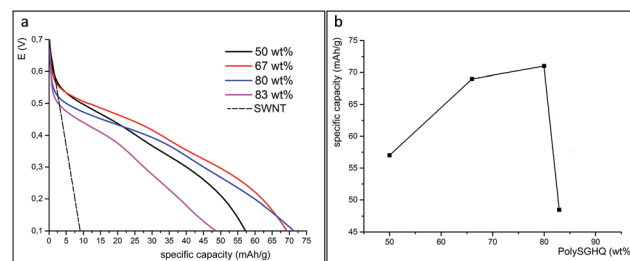 a
E (V)
0,7
0,6
0,5
0,4
0,3
0,2
0,1
50 wt%
67 wt%
80 wt%
83 wt%
SWNT
0 5 10 15 20 25 30 35 40 45 50 55 60 65 70 75
specific capacity (mAh/g)
b
specific capacity (mAh/g)
75
70
65
60
55
50
45
50 60 70 80 90
PolySGHQ (wt%